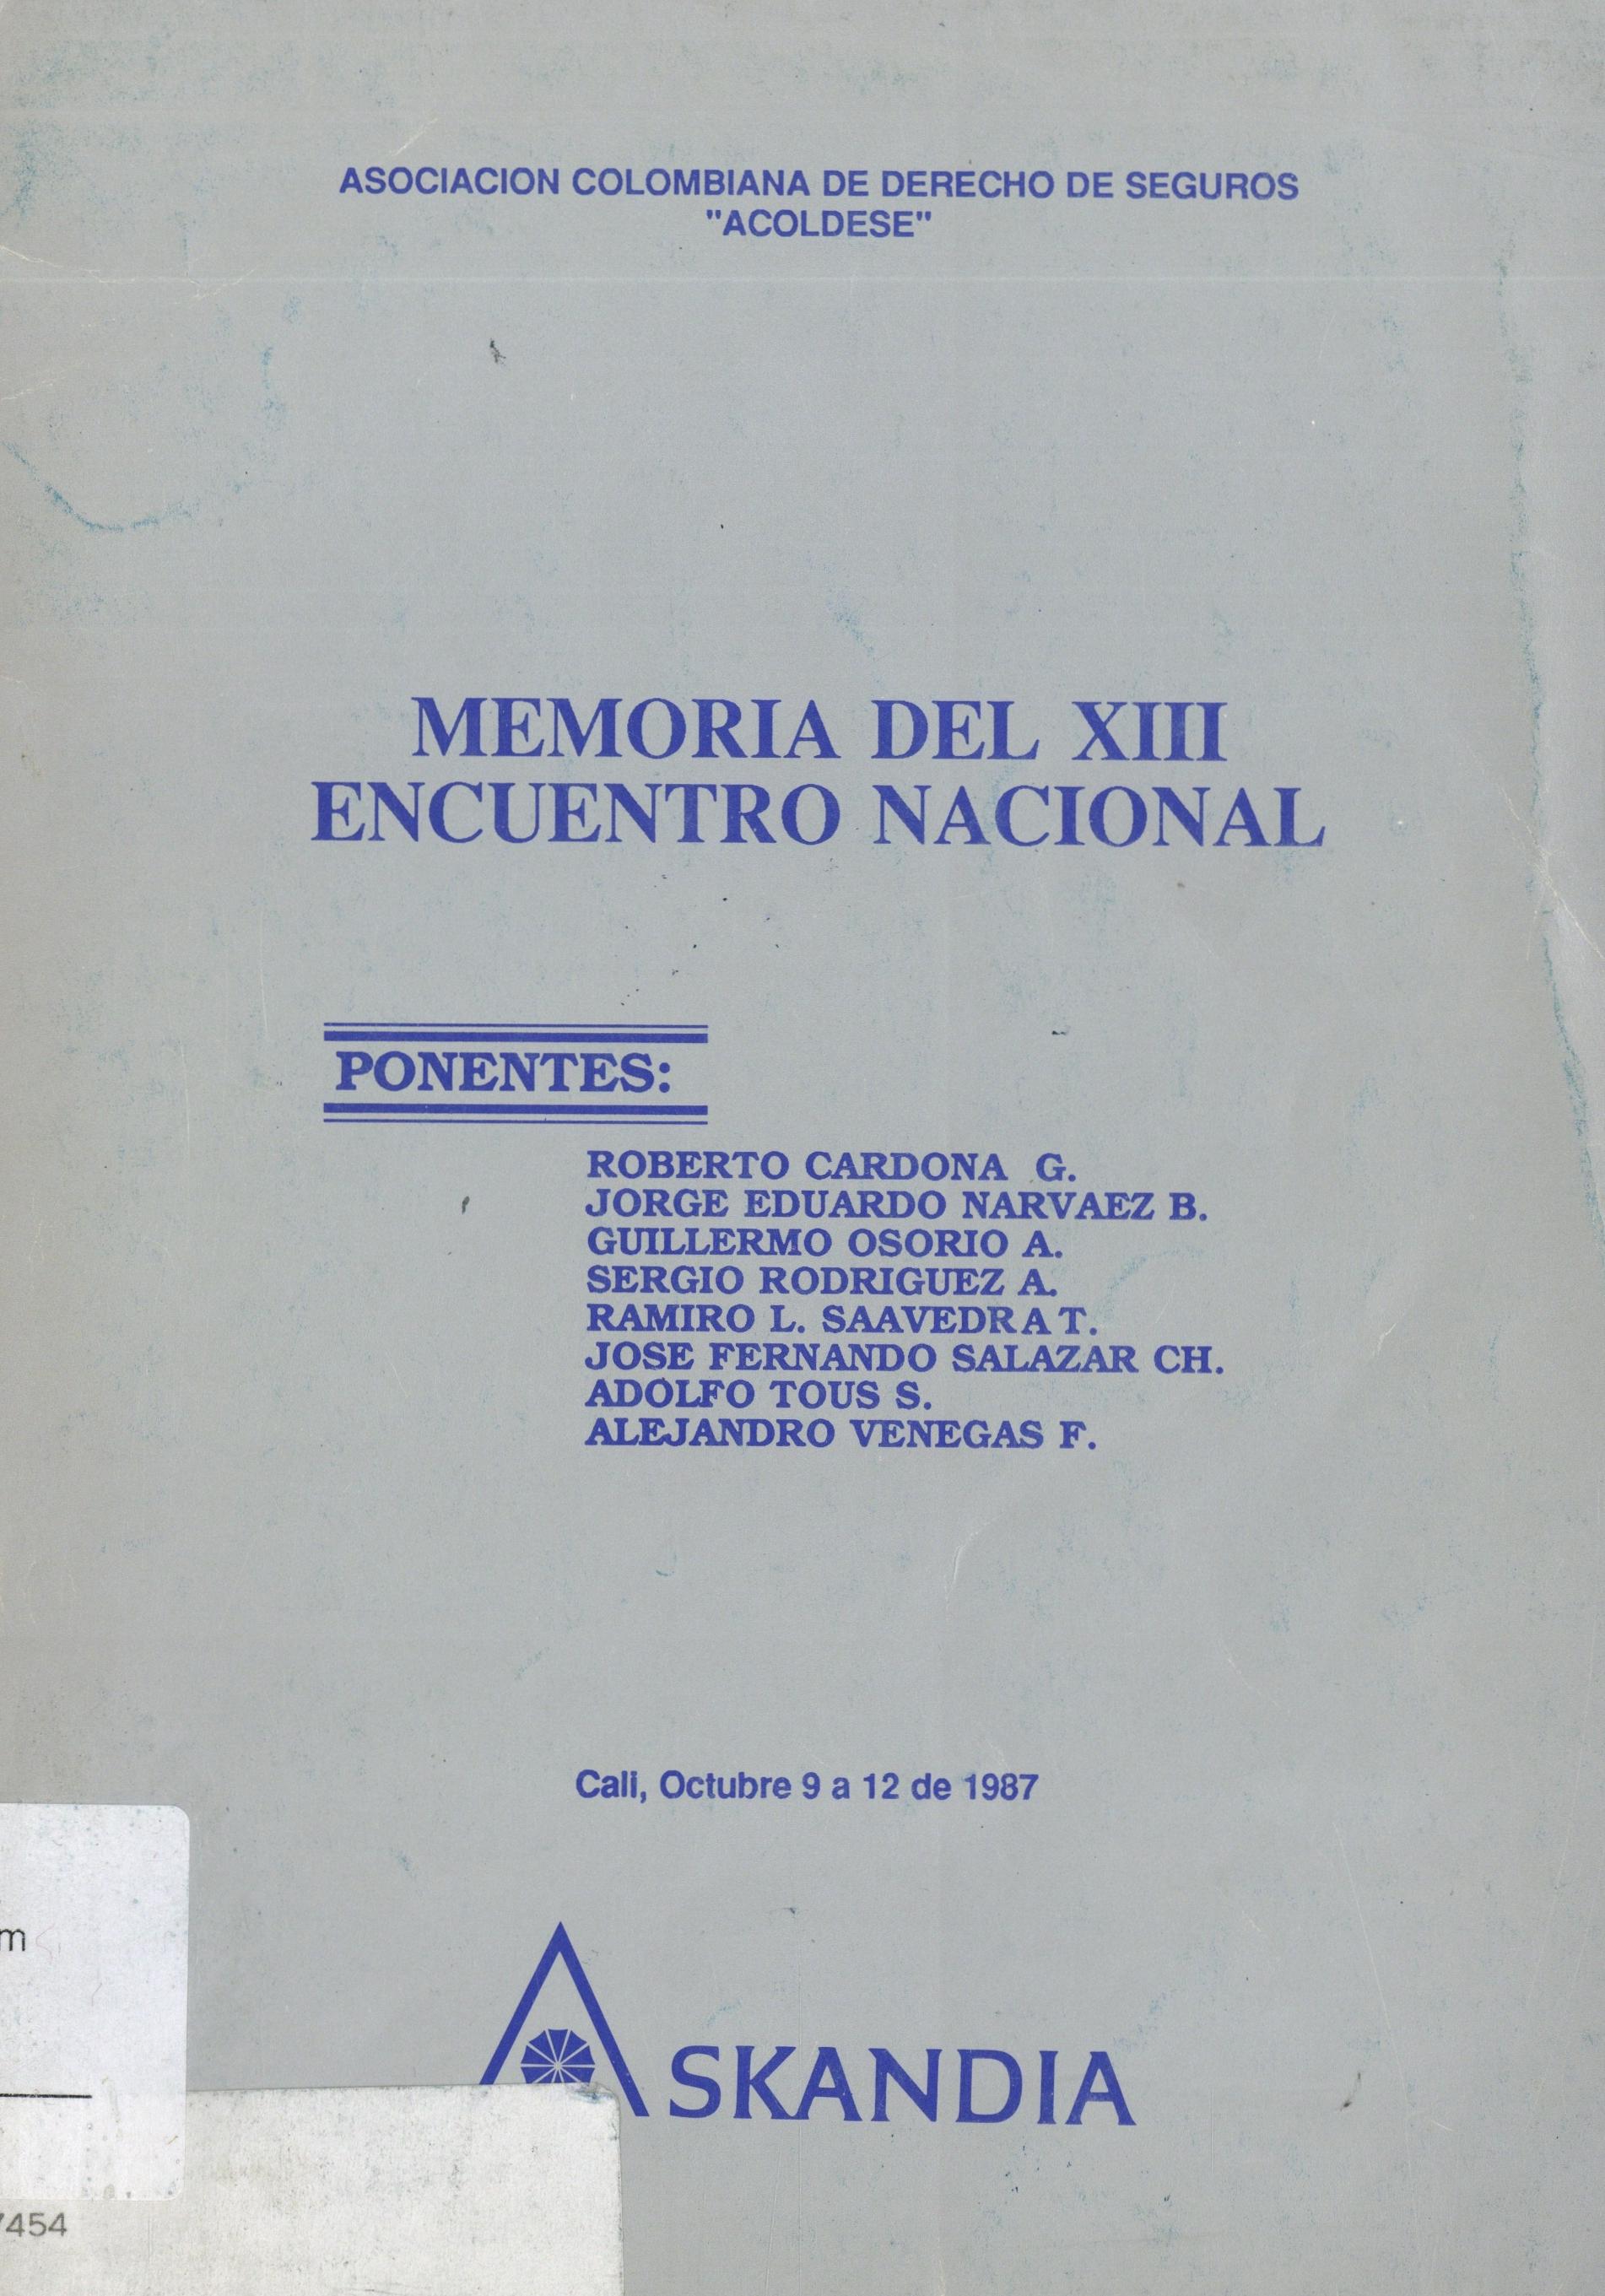 ASOCIACION COLOMBIANA DE DERECHO DE SEGUROS
"ACOLDESE"
MEMORIA DEL XIII
ENCUENTRO NACIONAL
PONENTES:
ROBERTO CARDONA G.
JORGE EDUARDO NARVAEZ B.
GUILLERMO OSORIO A.
SERGIO RODRIGUEZ A.
RAMIRO L. SAAVEDRA T.
JOSE FERNANDO SALAZAR CH.
ADOLFO TOUS S.
ALEJANDRO VENEGAS F.
Cali, Octubre 9 a 12 de 1987
m
SKANDIA
7454